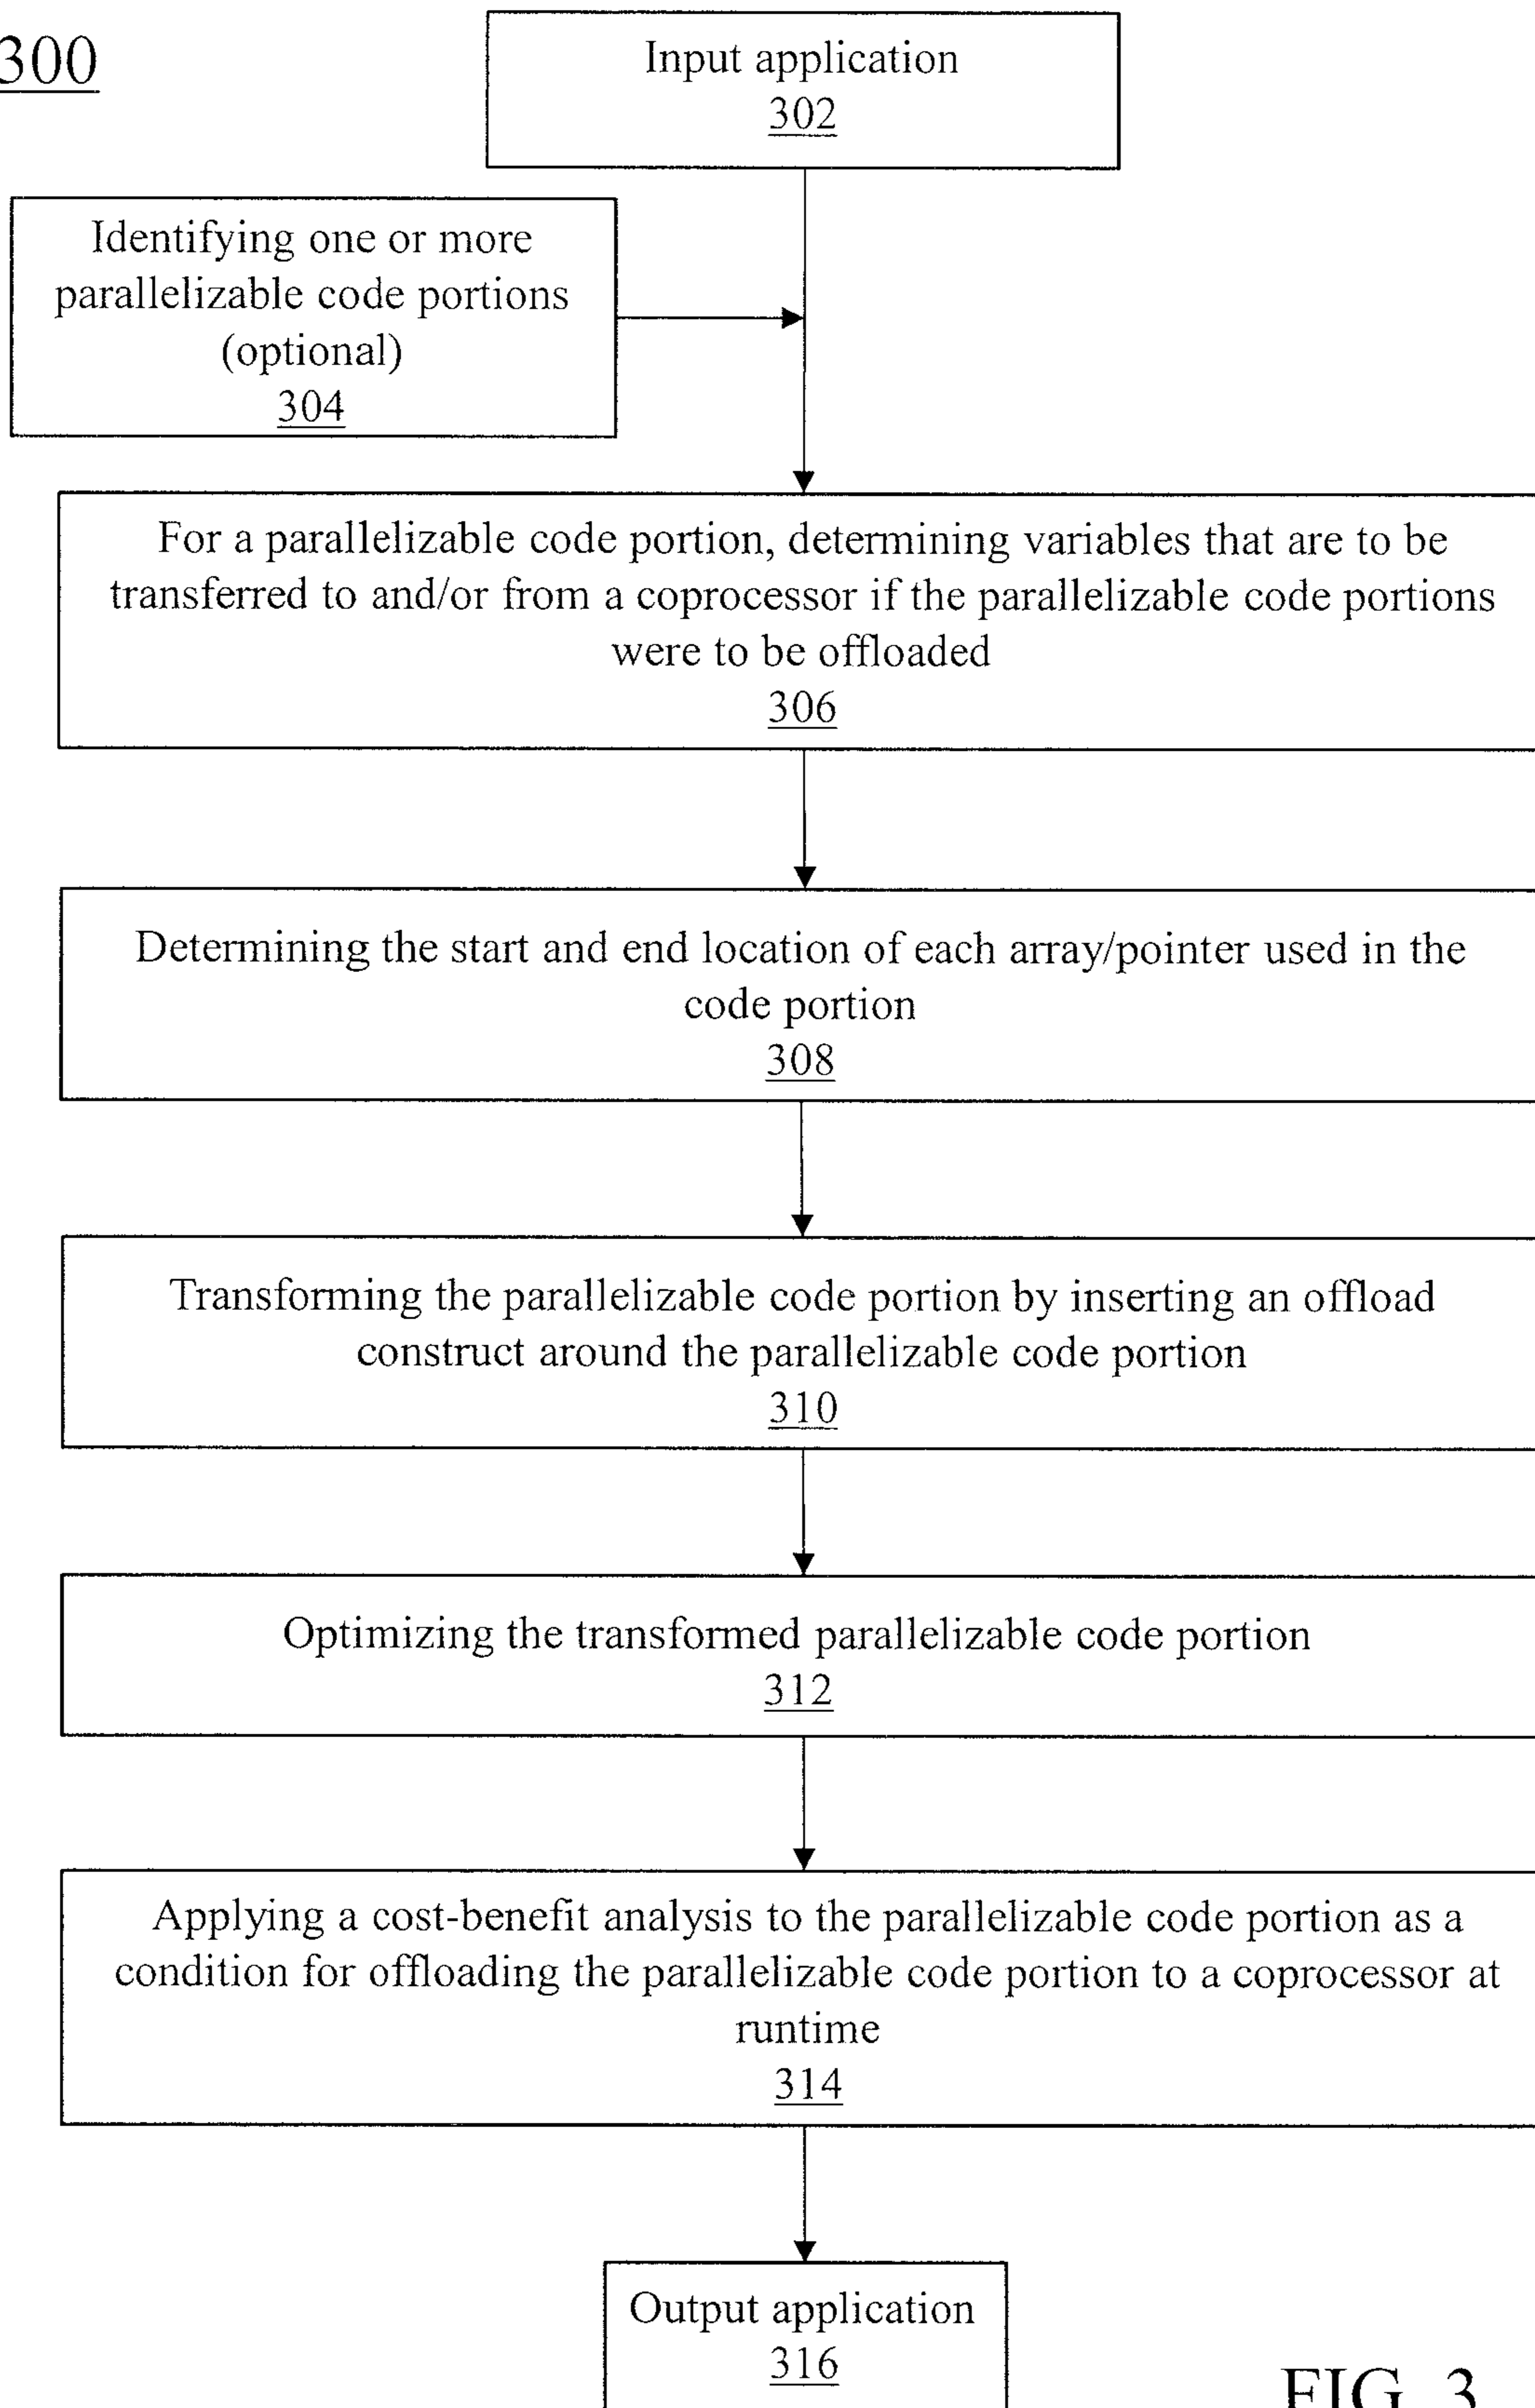 300
Input application
302
Identifying one or more
parallelizable code portions
(optional)
304
For a parallelizable code portion, determining variables that are to be
transferred to and/or from a coprocessor if the parallelizable code portions
were to be offloaded
306
Determining the start and end location of each array/pointer used in the
code portion
308
Transforming the parallelizable code portion by inserting an offload
construct around the parallelizable code portion
310
Optimizing the transformed parallelizable code portion
312
Applying a cost-benefit analysis to the parallelizable code portion as a
condition for offloading the parallelizable code portion to a coprocessor at
runtime
314
Output application
316
FIG. 3